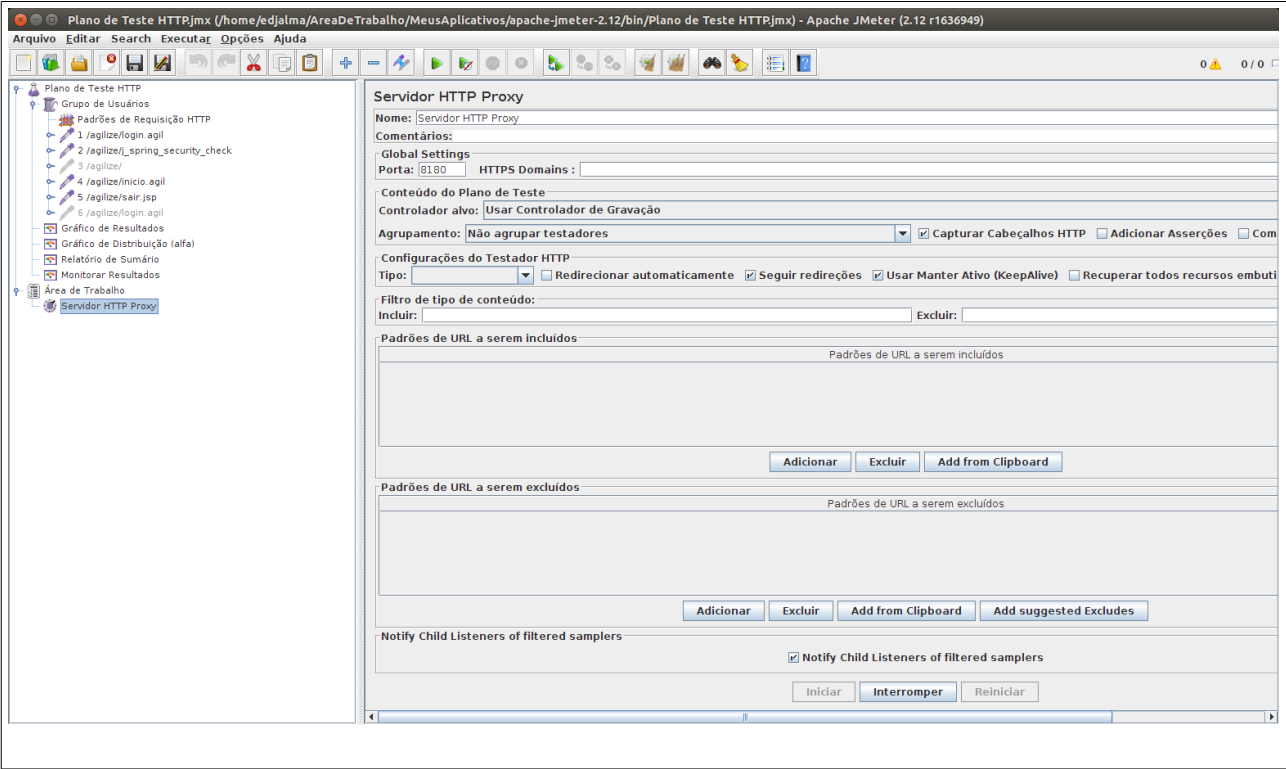 Plano de Teste HTTP.jmx (/home/edjalma/AreaDeTrabalho/MeusAplicativos/apache-jmeter-2.12/bin/Plano de Teste HTTP.jmx) - Apache JMeter (2.12 r1636949)
Arquivo Editar Search Executar Opções Ajuda
0 0 / 0
Plano de Teste HTTP
Grupo de Usuários
Padrões de Requisição HTTP
1 /agilize/login.agil
2 /agilize/j_spring_security_check
3 /agilize/
4 /agilize/inicio.agil
5 /agilize/sair.jsp
6 /agilize/login.agil
Gráfico de Resultados
Gráfico de Distribuição (alfa)
Relatório de Sumário
Monitorar Resultados
Área de Trabalho
Servidor HTTP Proxy
Servidor HTTP Proxy
Nome: Servidor HTTP Proxy
Comentários:
Global Settings
Porta: 8180 HTTPS Domains :
Conteúdo do Plano de Teste
Controlador alvo: Usar Controlador de Gravação
Agrupamento: Não agrupar testadores Capturar Cabeçalhos HTTP Adicionar Asserções Com
Configurações do Testador HTTP
Tipo: Redirecionar automaticamente Seguir redireções Usar Manter Ativo (KeepAlive) Recuperar todos recursos embuti
Filtro de tipo de conteúdo:
Incluir: Excluir:
Padrões de URL a serem incluídos
Padrões de URL a serem incluídos
Adicionar Excluir Add from Clipboard
Padrões de URL a serem excluídos
Padrões de URL a serem excluídos
Adicionar Excluir Add from Clipboard Add suggested Excludes
Notify Child Listeners of filtered samplers
Notify Child Listeners of filtered samplers
Iniciar Interromper Reiniciar